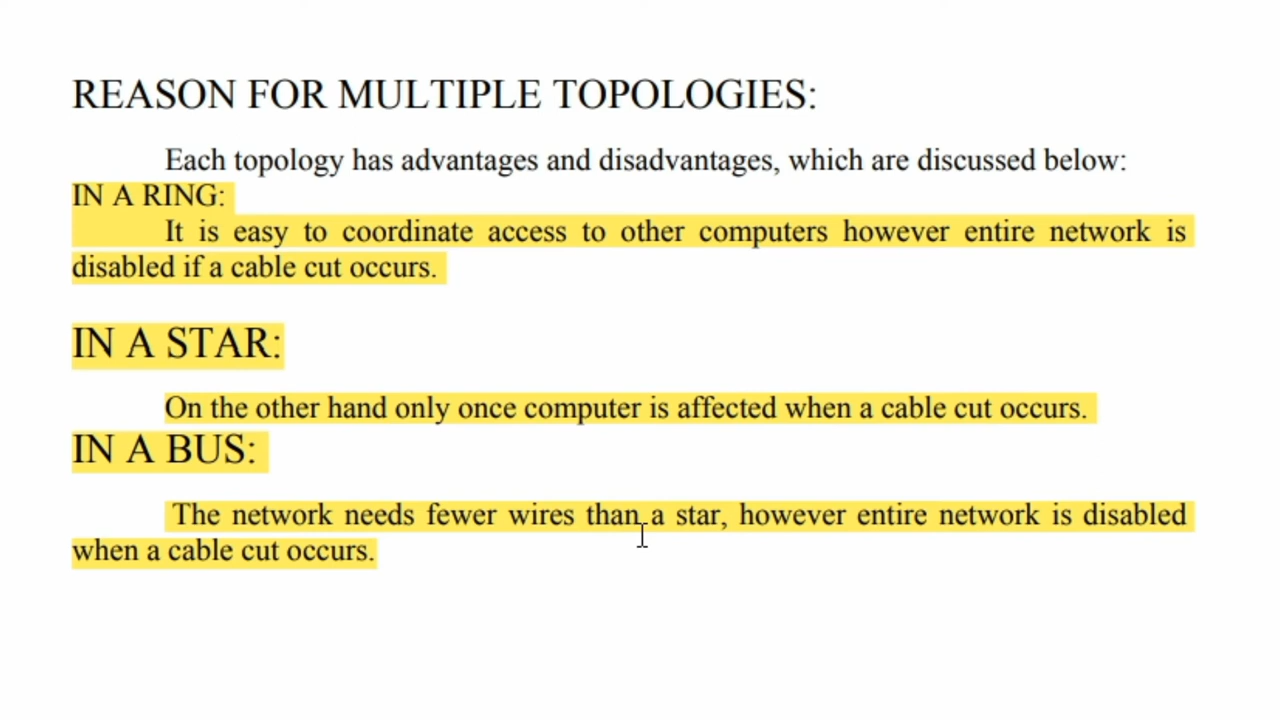 REASON FOR MULTIPLE TOPOLOGIES:
Each topology has advantages and disadvantages, which are discussed below:
IN A RING:
It is easy to coordinate access to other computers however entire network is
disabled if a cable cut occurs.
IN A STAR:
On the other hand only once computer is affected when a cable cut occurs.
IN A BUS:
The network needs fewer wires than a star, however entire network is disabled
when a cable cut occurs.